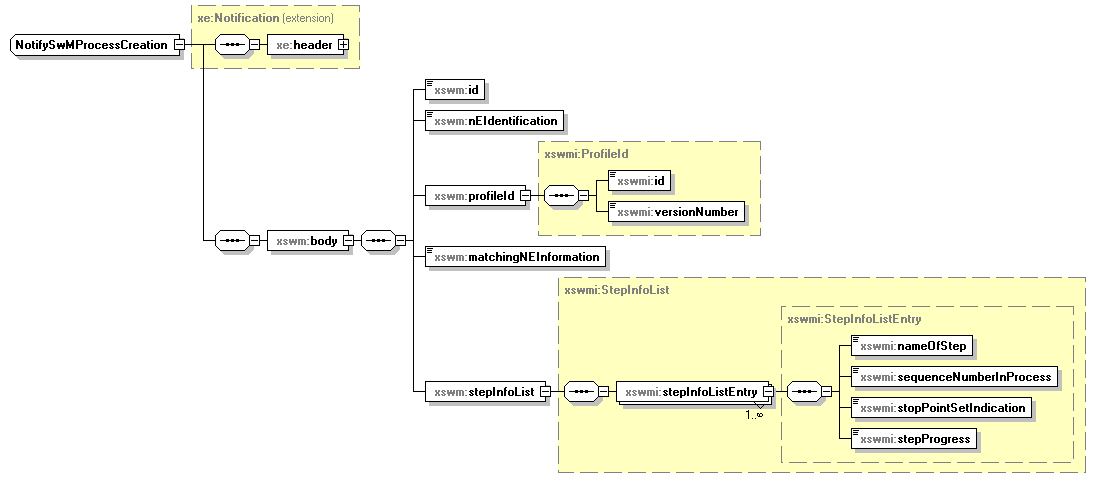 xe:Notification (extension)
NotifySwMProcessCreation
xe:header
xswm:id
xswm:nEIdentification
xswmi:ProfileId
xswmi:id
xswm:profileId
xswmi:versionNumber
xswm:body
xswm:matchingNEInformation
xswmi:StepInfoList
xswmi:StepInfoListEntry
xswmi:nameOfStep
xswmi:sequenceNumberInProcess
xswm:stepInfoList
xswmi:stepInfoListEntry
1..∞
xswmi:stopPointSetIndication
xswmi:stepProgress